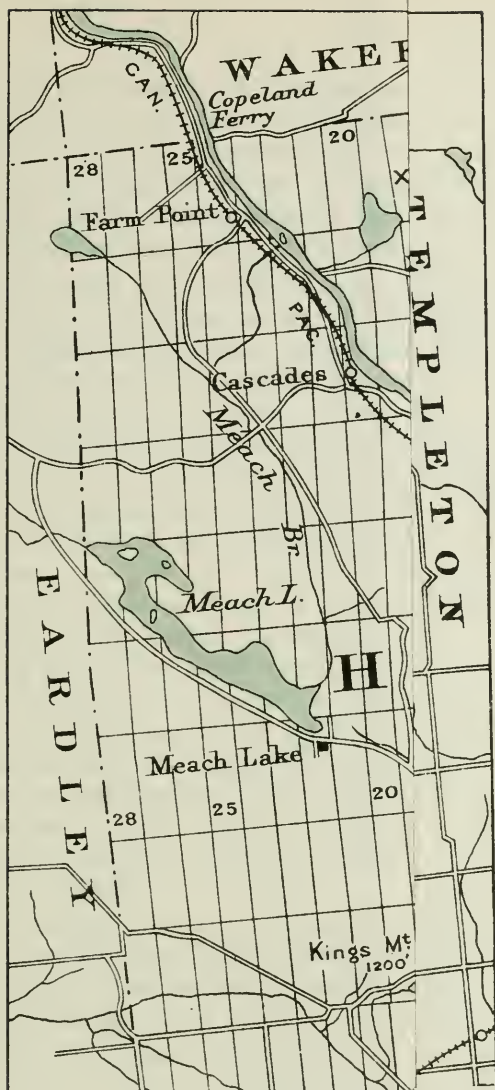 WAKEF
CAN.
Copeland
Ferry
20
25
28
Farm Point
TEMPLETON
PAC.
Cascades
Meach
Br
EARDLEY
Meach L.
H
Meach Lake
20
25
28
Kings Mt
1200'